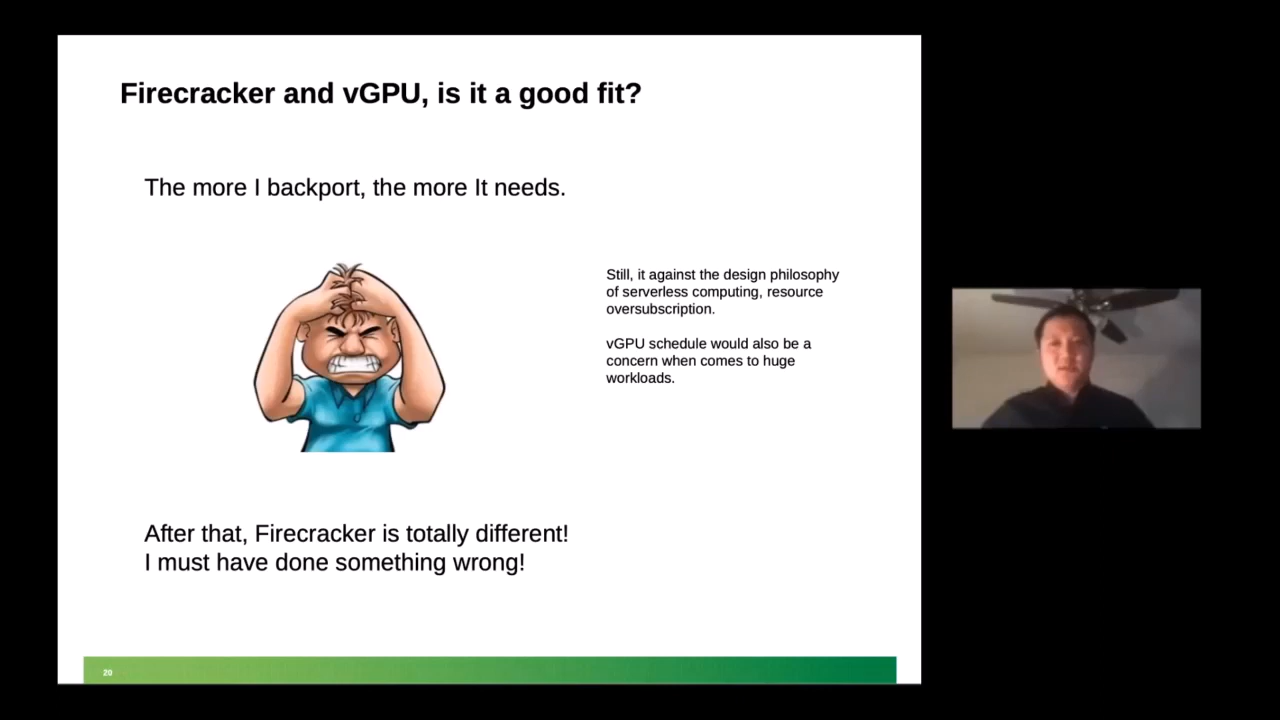 Firecracker and vGPU, is it a good fit?
The more I backport, the more It needs.
Still, it against the design philosophy
of serverless computing, resource
oversubscription.
vGPU schedule would also be a
concern when comes to huge
workloads.
After that, Firecracker is totally different!
I must have done something wrong!
20